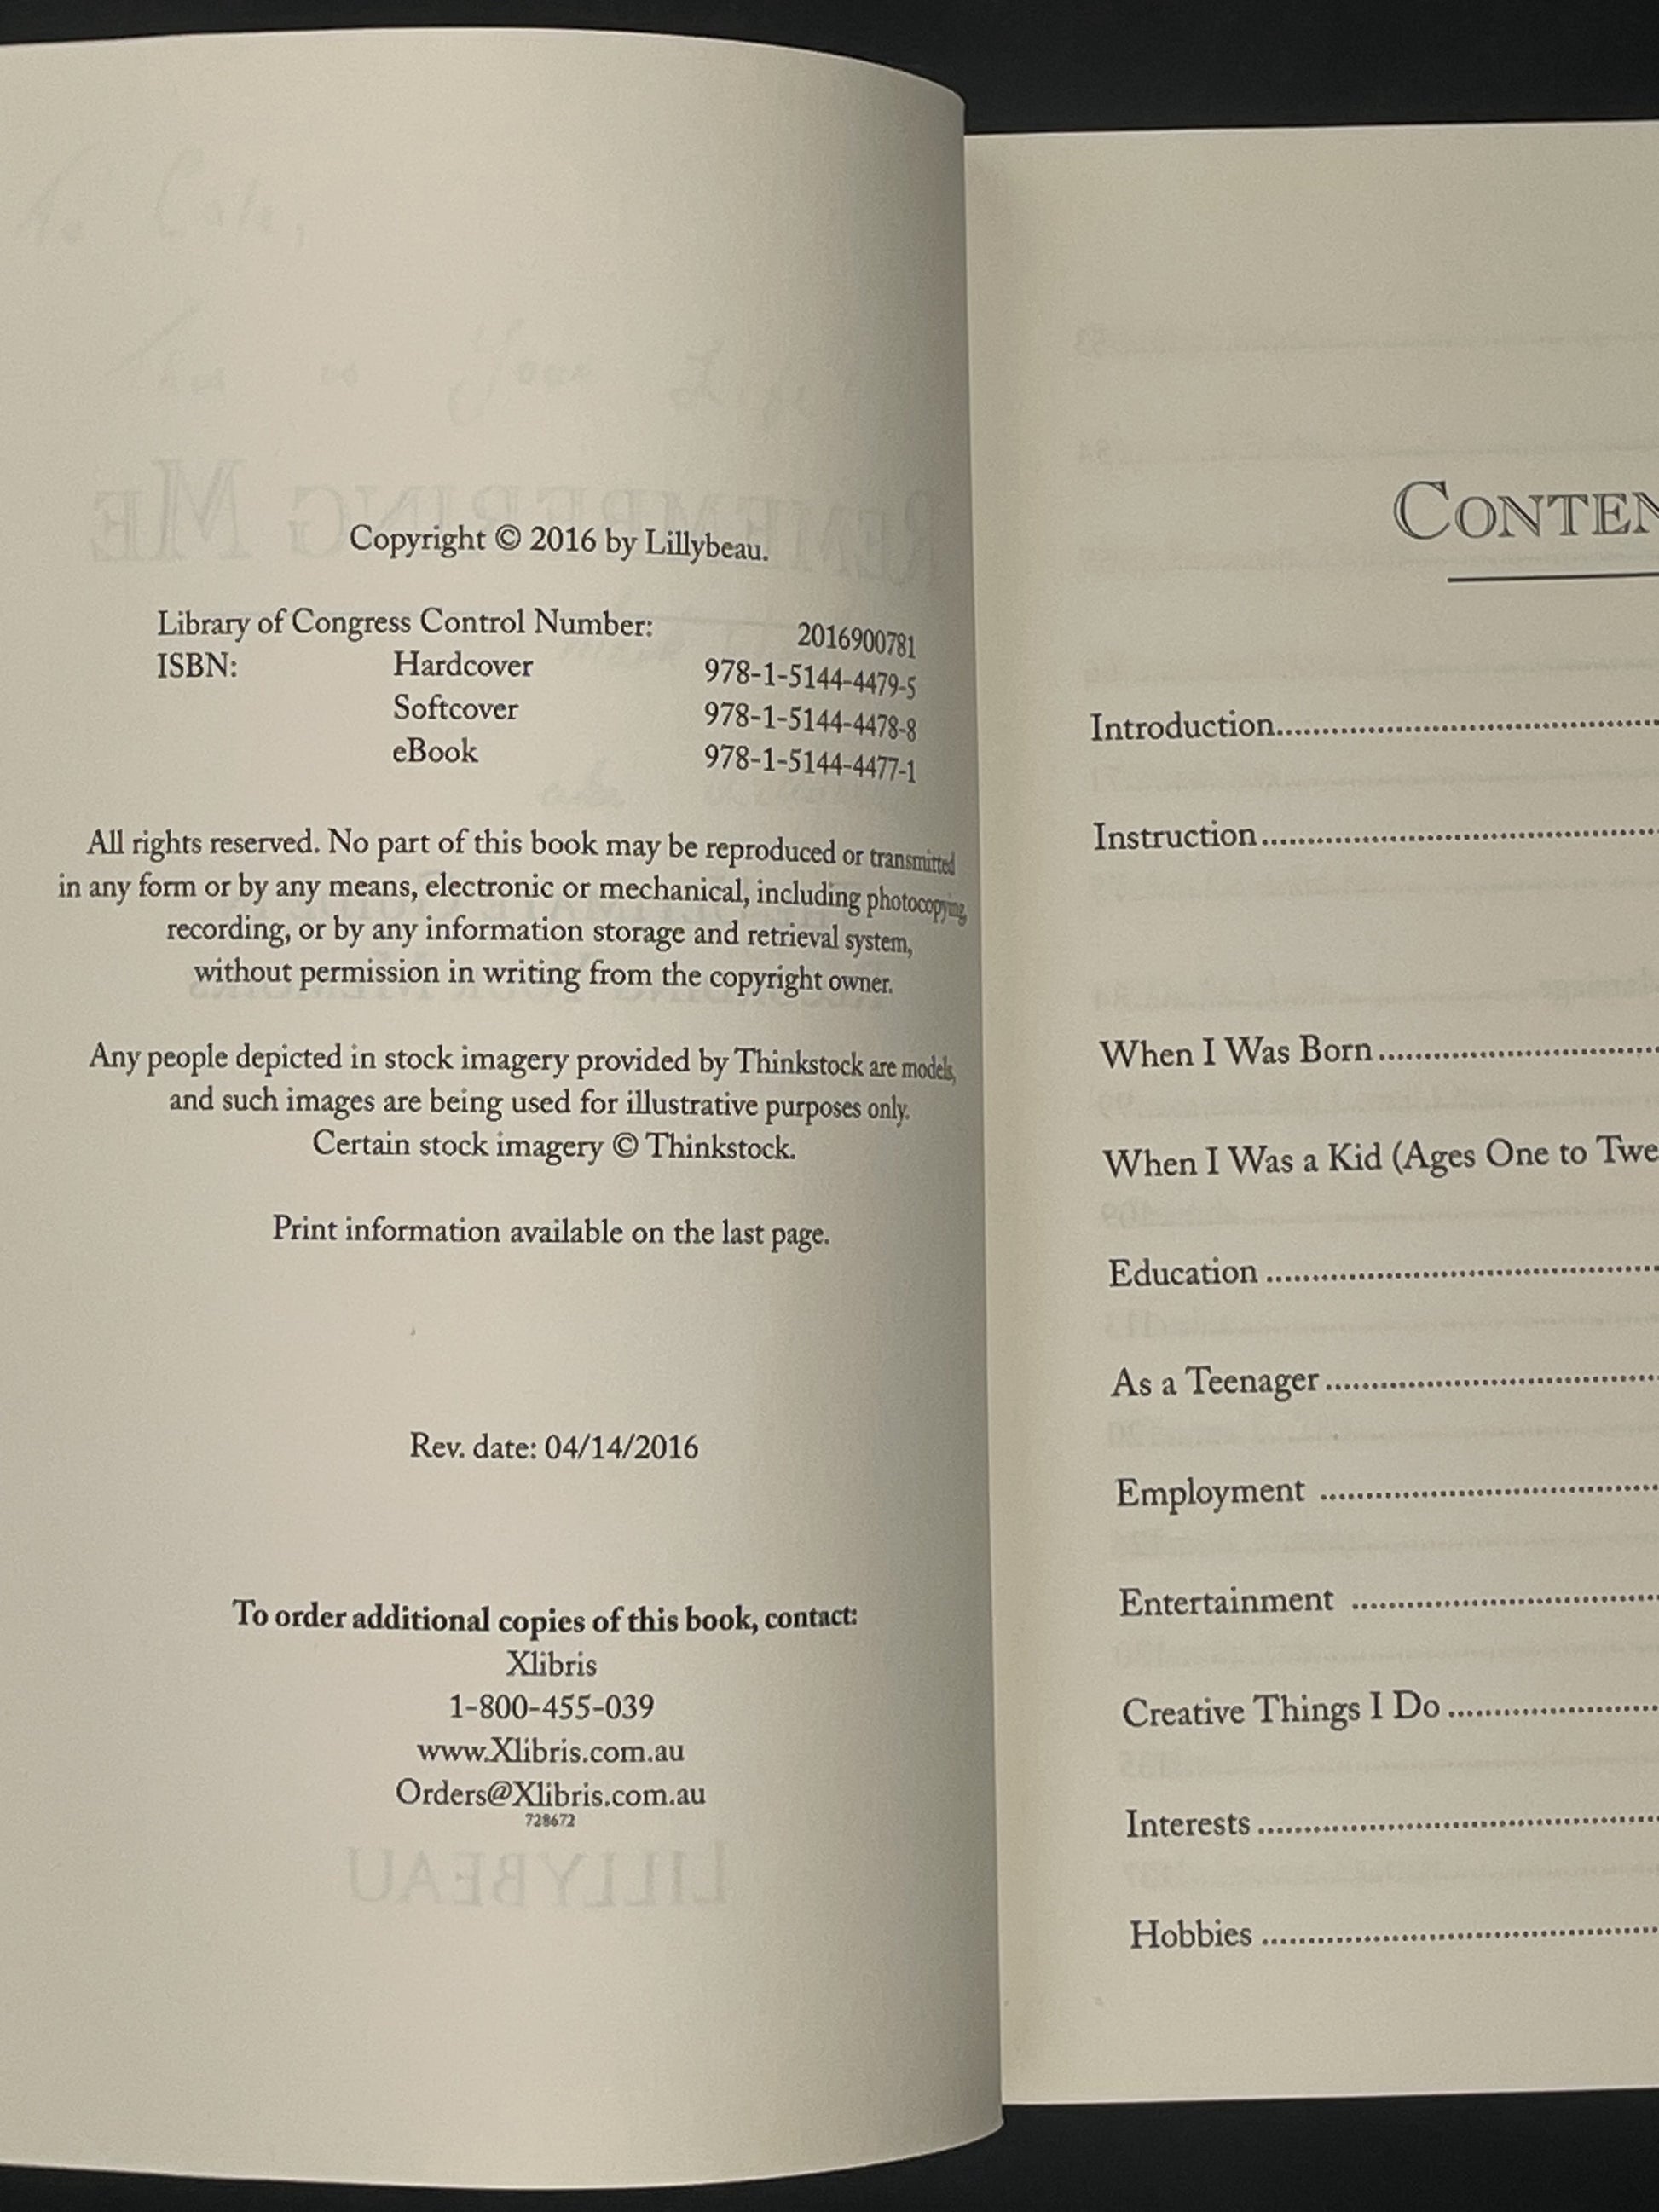 Copyright © 2016 by Lillybeau.
Library of Congress Control Number: 2016900781
ISBN: Hardcover 978-1-5144-4479-5
Softcover 978-1-5144-4478-8
eBook 978-1-5144-4477-1
All rights reserved. No part of this book may be reproduced or transmitted
in any form or by any means, electronic or mechanical, including photocopying,
recording, or by any information storage and retrieval system,
without permission in writing from the copyright owner.
Any people depicted in stock imagery provided by Thinkstock are models,
and such images are being used for illustrative purposes only.
Certain stock imagery © Thinkstock.
Print information available on the last page.
Rev. date: 04/14/2016
To order additional copies of this book, contact:
Xlibris
1-800-455-039
www.Xlibris.com.au
Orders@Xlibris.com.au
728672
REMEMBERING ME
LILLYBEAU
CONTEN
Introduction
Instruction
When I Was Born
When I Was a Kid (Ages One to Twe
Education
As a Teenager
Employment
Entertainment
Creative Things I Do
Interests
Hobbies